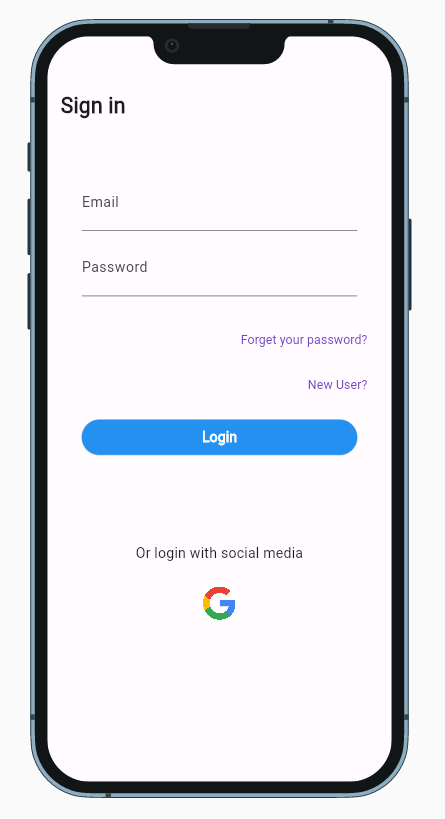 Sign in
Email
Password
Forget your password?
New User?
Login
Or login with social media